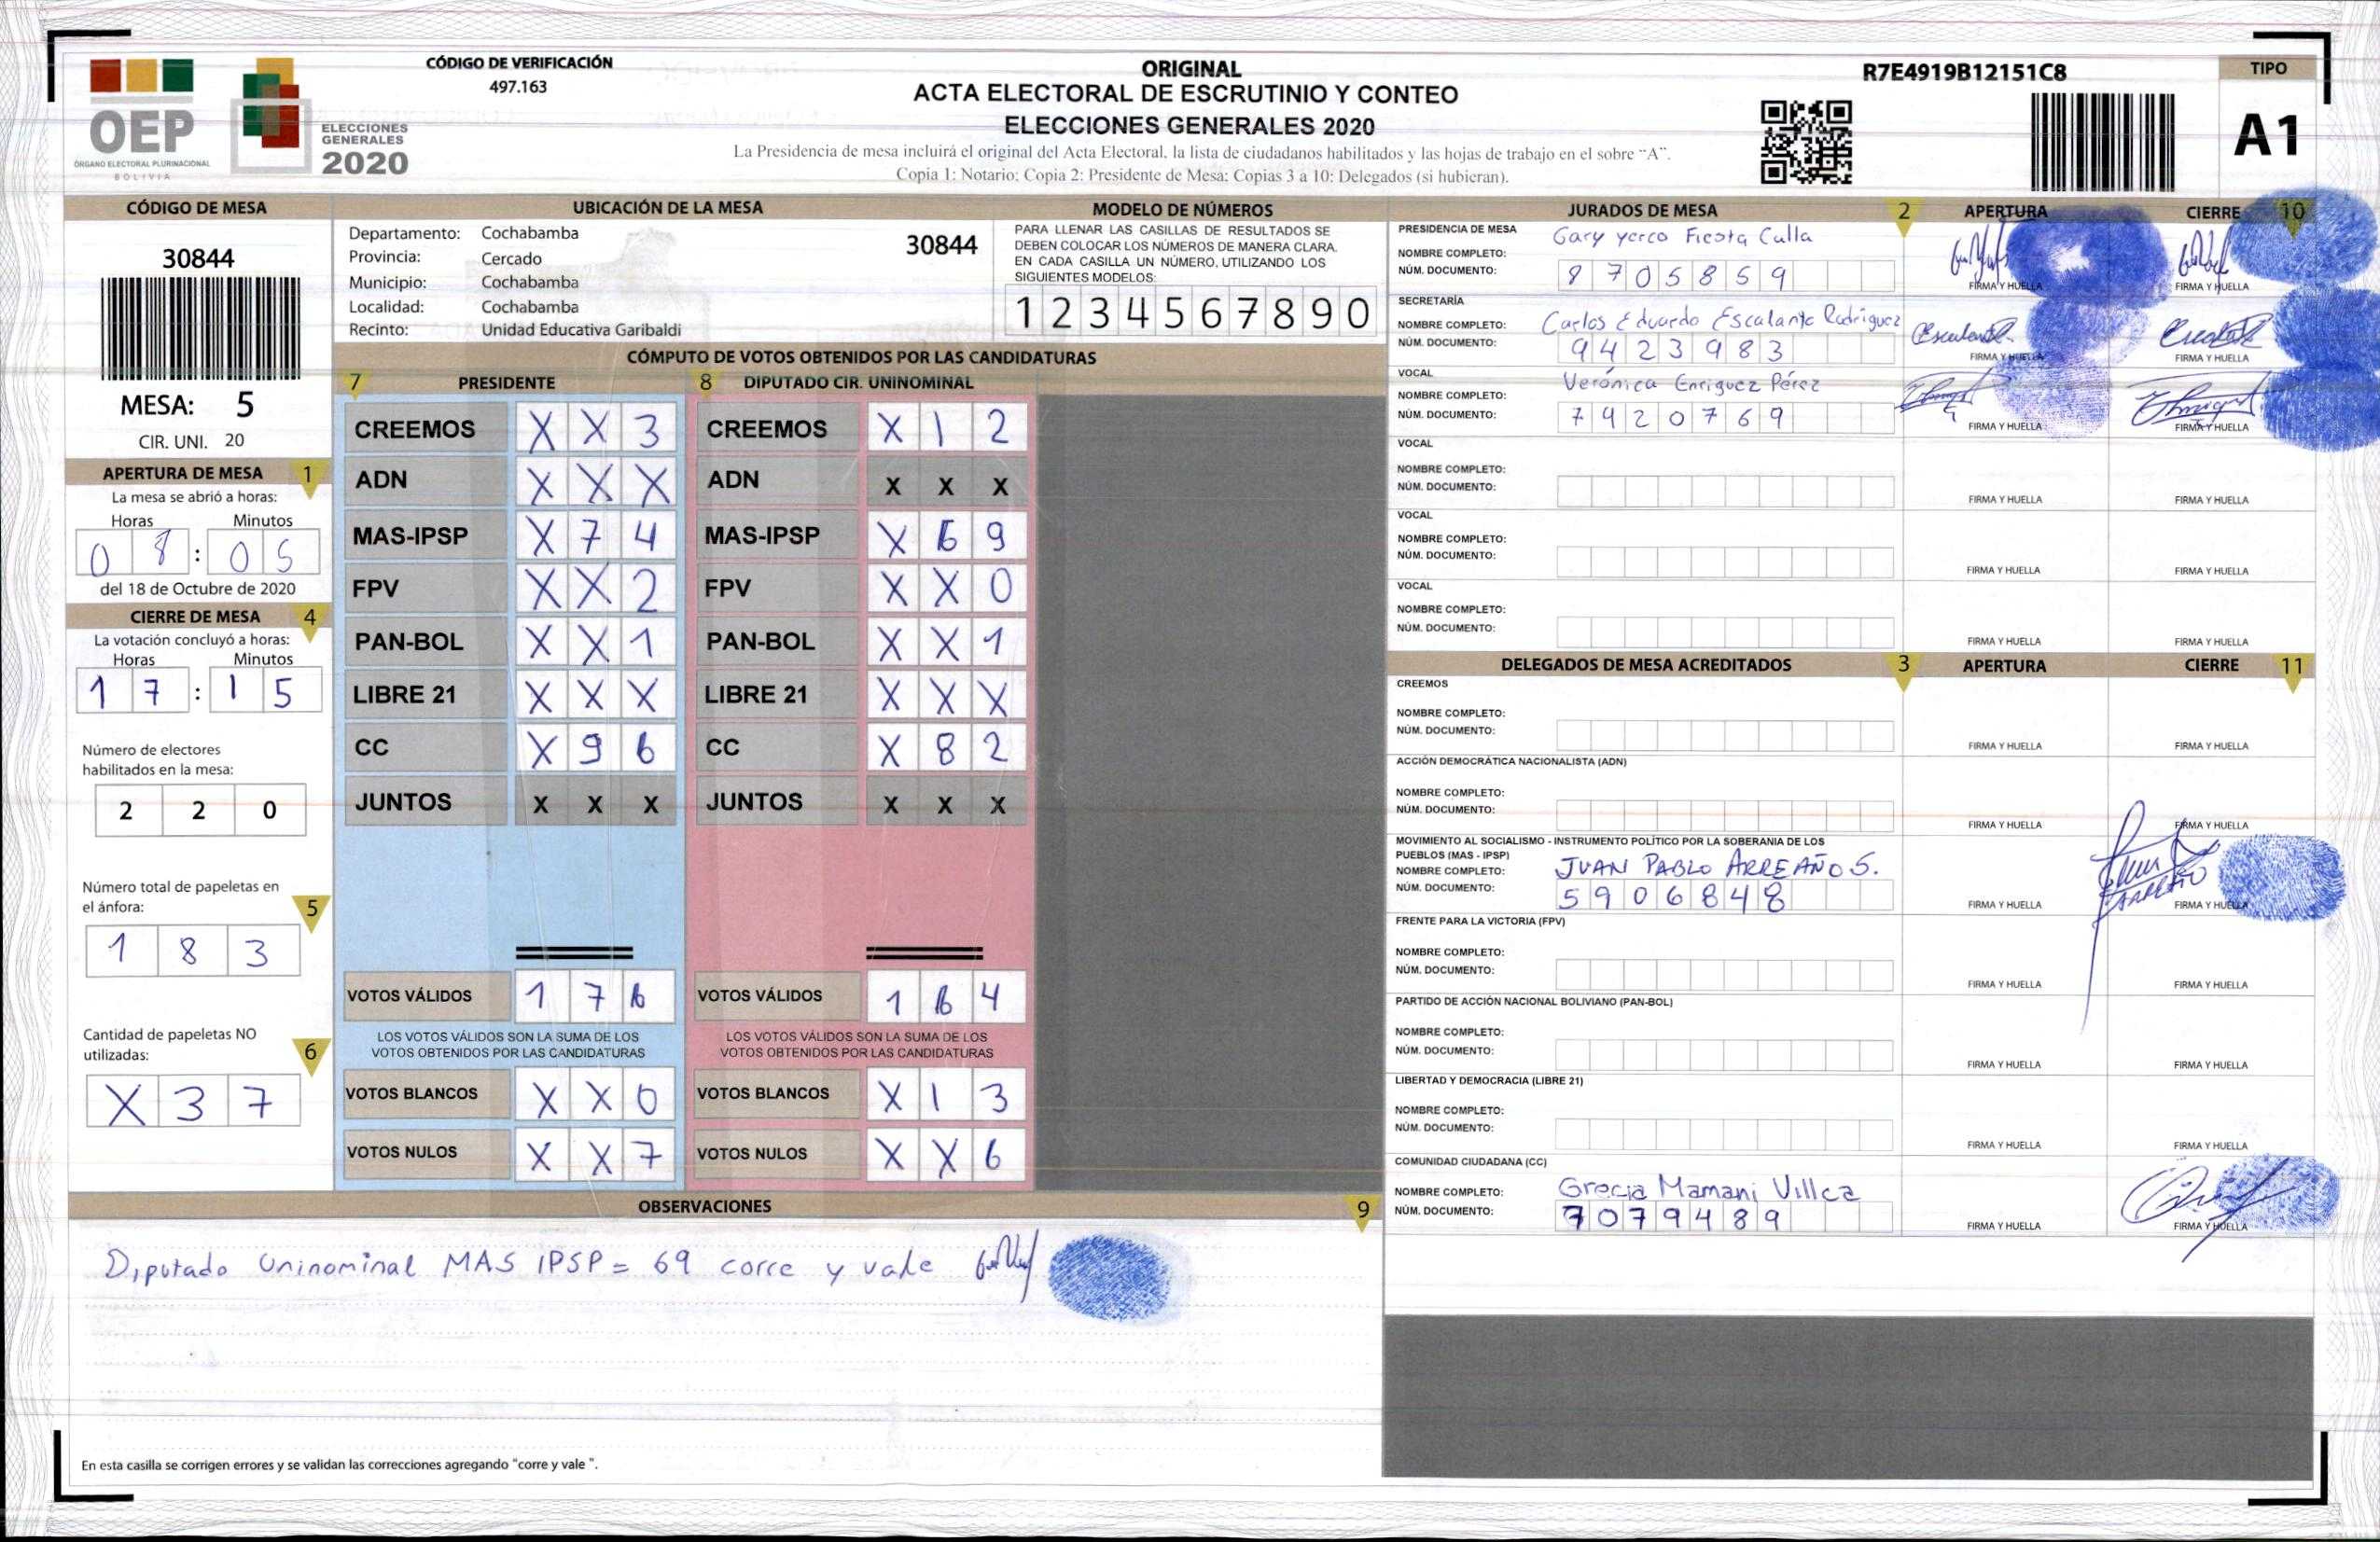 OEP
ÓRGANO ELECTORAL PLURINACIONAL
BOLIVIA
ELECCIONES
GENERALES
2020
CÓDIGO DE VERIFICACIÓN
497.163
ORIGINAL
ACTA ELECTORAL DE ESCRUTINIO Y CONTEO
ELECCIONES GENERALES 2020
La Presidencia de mesa incluirá el original del Acta Electoral, la lista de ciudadanos habilitados y las hojas de trabajo en el sobre "A".
Copia 1: Notario; Copia 2: Presidente de Mesa; Copias 3 a 10: Delegados (si hubieran).
R7E4919B12151C8
TIPO
A1
CÓDIGO DE MESA
30844
MESA: 5
CIR. UNI. 20
APERTURA DE MESA 1
La mesa se abrió a horas:
Horas Minutos
0 8 : 0 5
del 18 de Octubre de 2020
CIERRE DE MESA 4
La votación concluyó a horas:
Horas Minutos
1 7 : 1 5
Número de electores
habilitados en la mesa:
2 2 0
Número total de papeletas en
el ánfora: 5
1 8 3
Cantidad de papeletas NO
utilizadas: 6
X 3 7
UBICACIÓN DE LA MESA
Departamento: Cochabamba
30844
Provincia: Cercado
Municipio: Cochabamba
Localidad: Cochabamba
Recinto: Unidad Educativa Garibaldi
MODELO DE NÚMEROS
PARA LLENAR LAS CASILLAS DE RESULTADOS SE
DEBEN COLOCAR LOS NÚMEROS DE MANERA CLARA.
EN CADA CASILLA UN NÚMERO, UTILIZANDO LOS
SIGUIENTES MODELOS:
1 2 3 4 5 6 7 8 9 0
CÓMPUTO DE VOTOS OBTENIDOS POR LAS CANDIDATURAS
7 PRESIDENTE
CREEMOS X X 3
ADN X X X
MAS-IPSP X 7 4
FPV X X 2
PAN-BOL X X 1
LIBRE 21 X X X
CC X 9 6
JUNTOS X X X
VOTOS VÁLIDOS 1 7 6
LOS VOTOS VÁLIDOS SON LA SUMA DE LOS
VOTOS OBTENIDOS POR LAS CANDIDATURAS
VOTOS BLANCOS X X 0
VOTOS NULOS X X 7
8 DIPUTADO CIR. UNINOMINAL
CREEMOS X 1 2
ADN X X X
MAS-IPSP X 6 9
FPV X X 0
PAN-BOL X X 1
LIBRE 21 X X X
CC X 8 2
JUNTOS X X X
VOTOS VÁLIDOS 1 6 4
LOS VOTOS VÁLIDOS SON LA SUMA DE LOS
VOTOS OBTENIDOS POR LAS CANDIDATURAS
VOTOS BLANCOS X 1 3
VOTOS NULOS X X 6
OBSERVACIONES 9
Diputado Uninominal MAS IPSP = 69 corre y vale
En esta casilla se corrigen errores y se validan las correcciones agregando "corre y vale ".
JURADOS DE MESA 2 APERTURA CIERRE 10
PRESIDENCIA DE MESA
NOMBRE COMPLETO: Gary Yerco Fiesta Calla
NÚM. DOCUMENTO: 8 7 0 5 8 5 9
FIRMA Y HUELLA FIRMA Y HUELLA
SECRETARÍA
NOMBRE COMPLETO: Carlos Eduardo Escalante Rodriguez
NÚM. DOCUMENTO: 9 4 2 3 9 8 3
FIRMA Y HUELLA FIRMA Y HUELLA
VOCAL
NOMBRE COMPLETO: Verónica Enriquez Pérez
NÚM. DOCUMENTO: 7 9 2 0 7 6 9
FIRMA Y HUELLA FIRMA Y HUELLA
VOCAL
NOMBRE COMPLETO:
NÚM. DOCUMENTO:
FIRMA Y HUELLA FIRMA Y HUELLA
VOCAL
NOMBRE COMPLETO:
NÚM. DOCUMENTO:
FIRMA Y HUELLA FIRMA Y HUELLA
VOCAL
NOMBRE COMPLETO:
NÚM. DOCUMENTO:
FIRMA Y HUELLA FIRMA Y HUELLA
DELEGADOS DE MESA ACREDITADOS 3 APERTURA CIERRE 11
CREEMOS
NOMBRE COMPLETO:
NÚM. DOCUMENTO:
FIRMA Y HUELLA FIRMA Y HUELLA
ACCIÓN DEMOCRÁTICA NACIONALISTA (ADN)
NOMBRE COMPLETO:
NÚM. DOCUMENTO:
FIRMA Y HUELLA FIRMA Y HUELLA
MOVIMIENTO AL SOCIALISMO - INSTRUMENTO POLÍTICO POR LA SOBERANIA DE LOS
PUEBLOS (MAS - IPSP)
NOMBRE COMPLETO: JUAN PABLO ARREAÑO S.
NÚM. DOCUMENTO: 5 9 0 6 8 4 8
FIRMA Y HUELLA FIRMA Y HUELLA
FRENTE PARA LA VICTORIA (FPV)
NOMBRE COMPLETO:
NÚM. DOCUMENTO:
FIRMA Y HUELLA FIRMA Y HUELLA
PARTIDO DE ACCIÓN NACIONAL BOLIVIANO (PAN-BOL)
NOMBRE COMPLETO:
NÚM. DOCUMENTO:
FIRMA Y HUELLA FIRMA Y HUELLA
LIBERTAD Y DEMOCRACIA (LIBRE 21)
NOMBRE COMPLETO:
NÚM. DOCUMENTO:
FIRMA Y HUELLA FIRMA Y HUELLA
COMUNIDAD CIUDADANA (CC)
NOMBRE COMPLETO: Grecia Mamani Villca
NÚM. DOCUMENTO: 7 0 7 9 4 8 9
FIRMA Y HUELLA FIRMA Y HUELLA